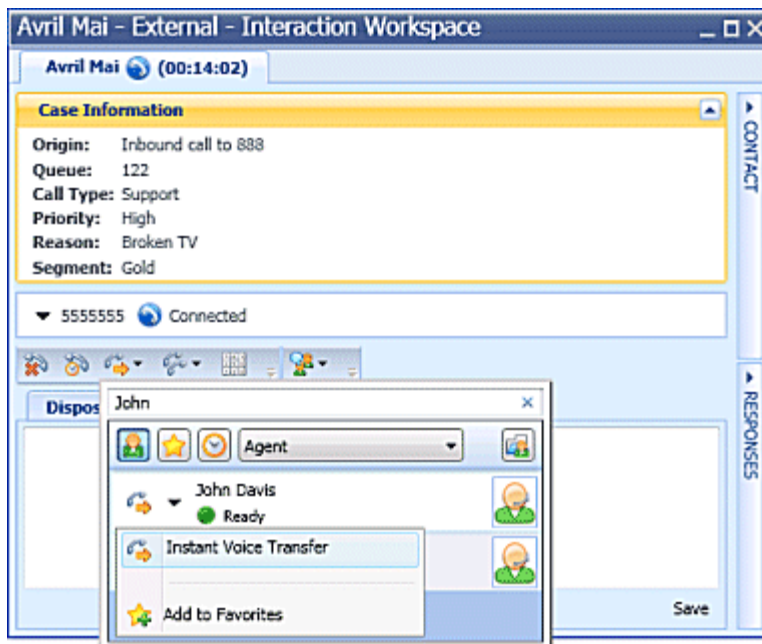 Avril Mai - External - Interaction Workspace
Avril Mai (00:14:02)
Case Information
Origin: Inbound call to 888
Queue: 122
Call Type: Support
Priority: High
Reason: Broken TV
Segment: Gold
CONTACT
5555555 Connected
Dispos
John
Agent
John Davis
Ready
Instant Voice Transfer
Add to Favorites
RESPONSES
Save